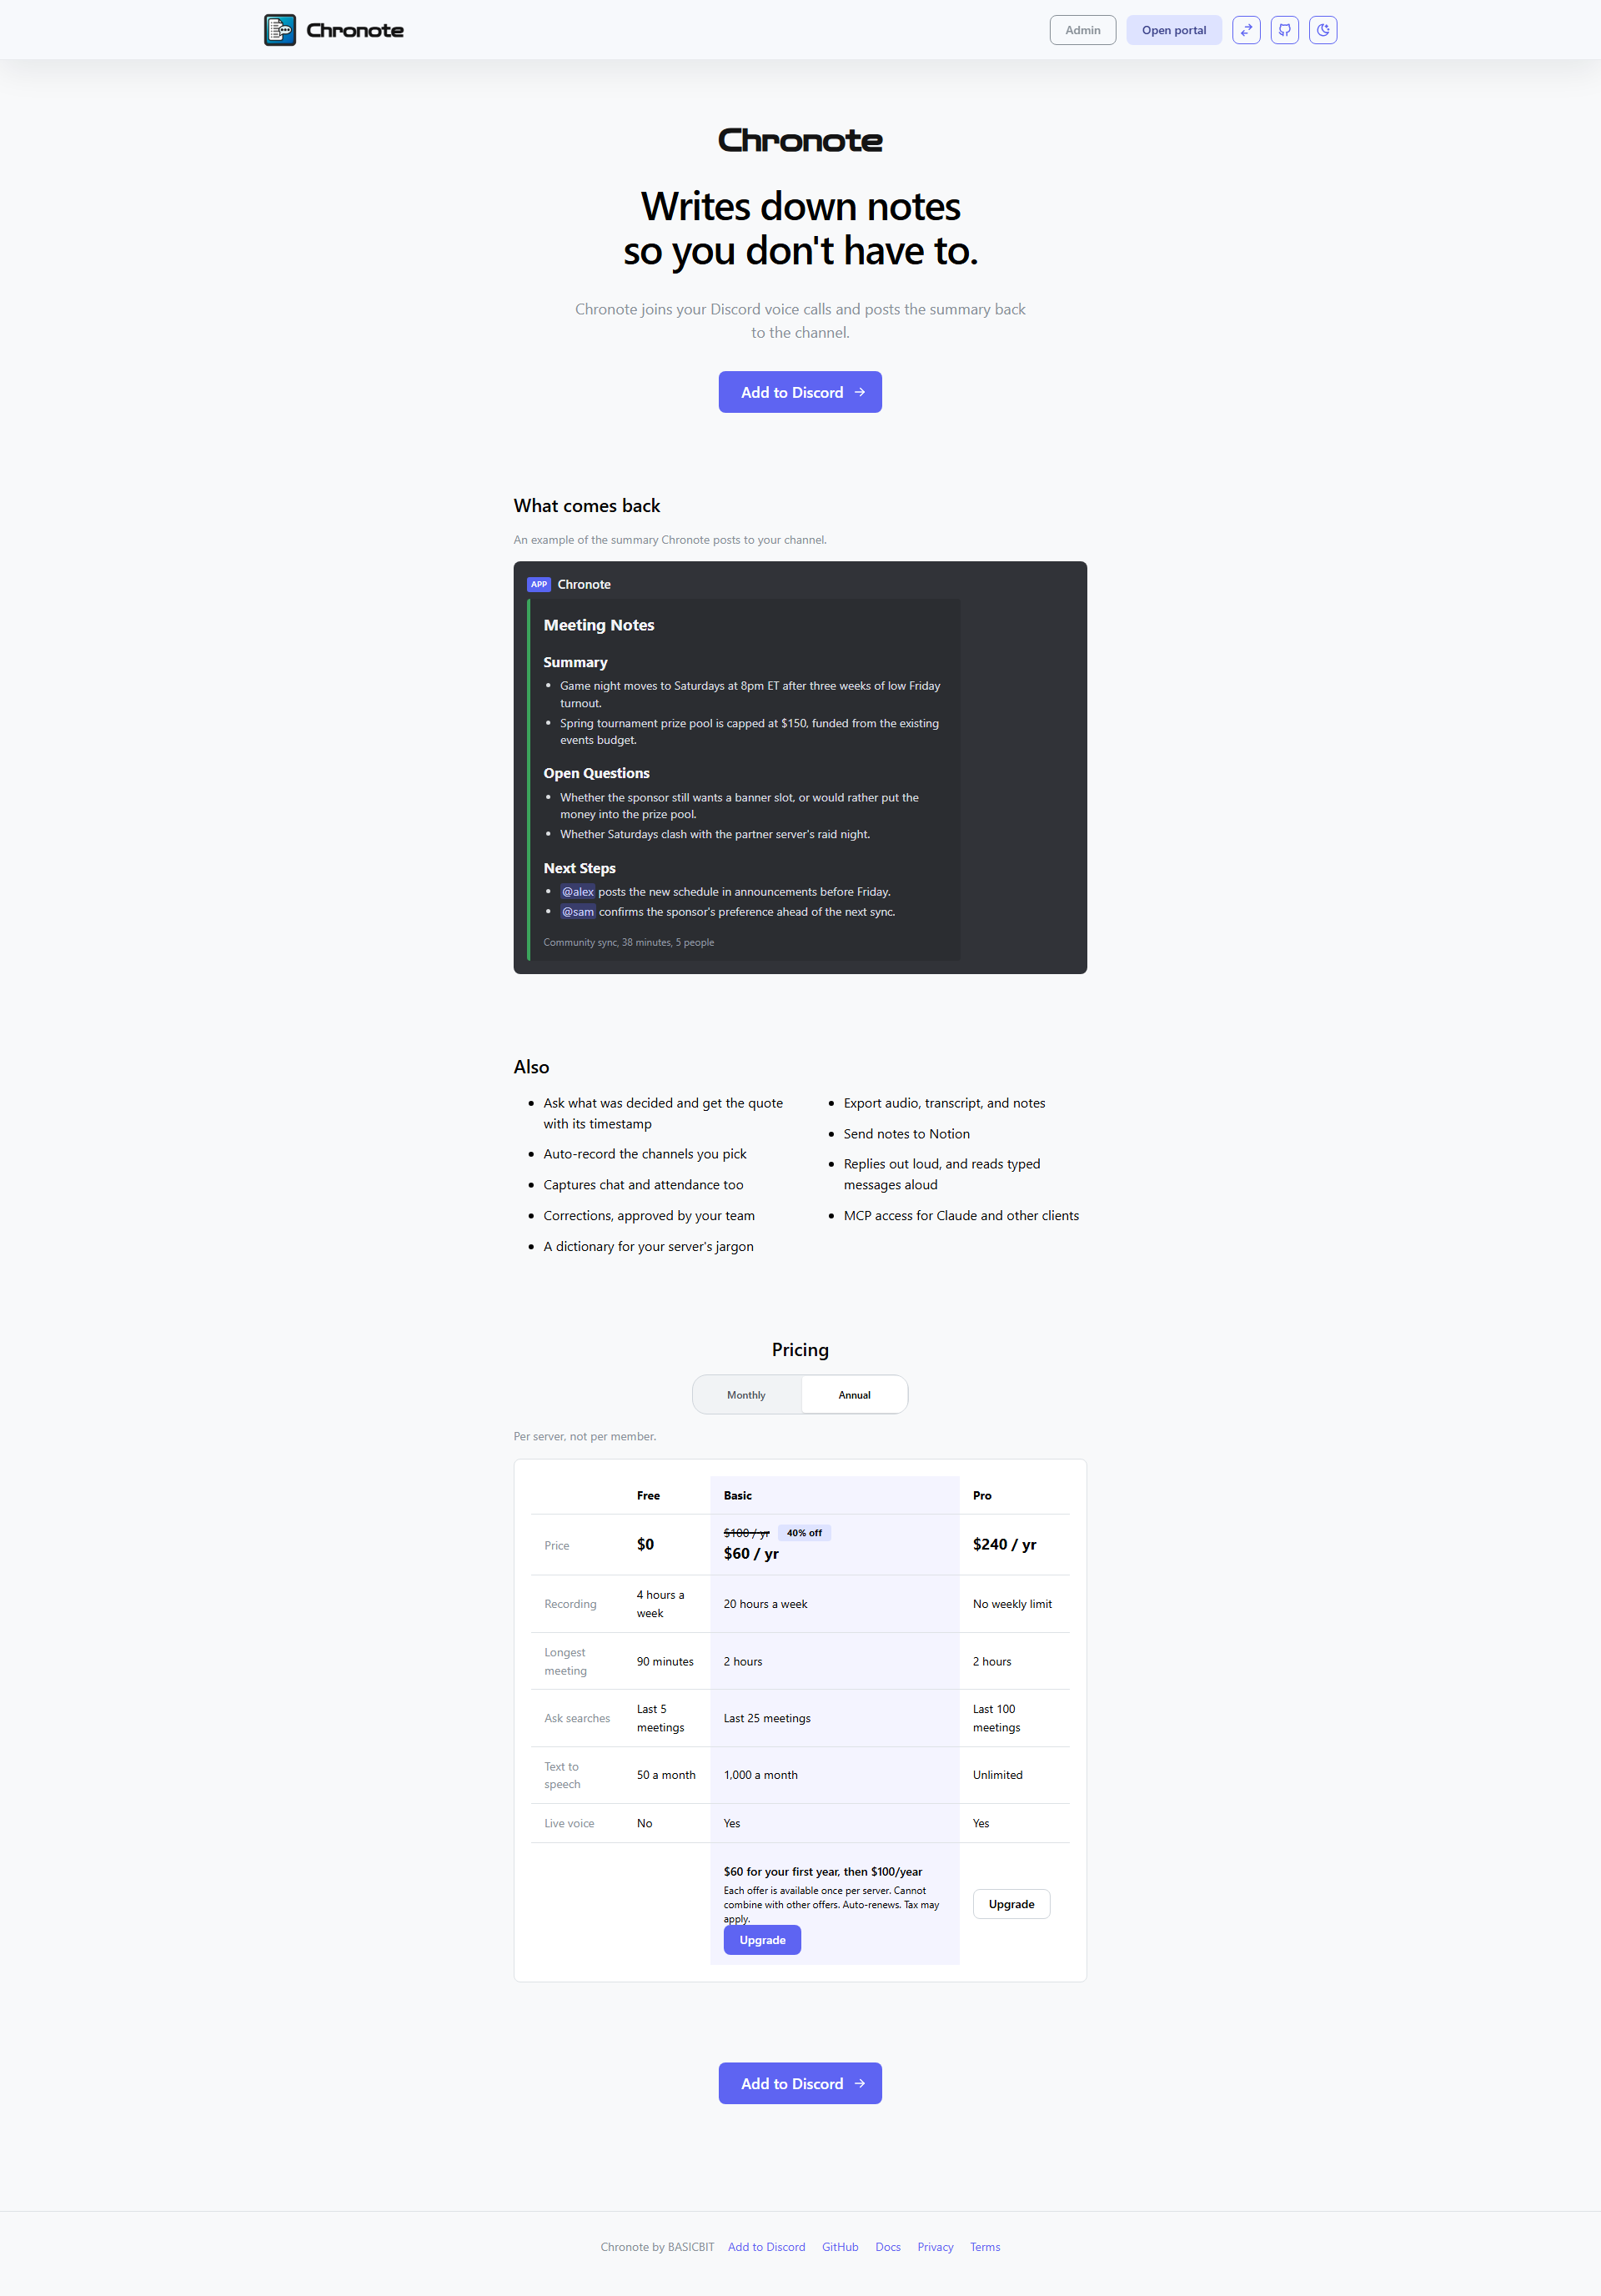 Chronote
Admin
Open portal
Chronote
Writes down notes
so you don't have to.
Chronote joins your Discord voice calls and posts the summary back
to the channel.
Add to Discord →
What comes back
An example of the summary Chronote posts to your channel.
APP Chronote
Meeting Notes
Summary
• Game night moves to Saturdays at 8pm ET after three weeks of low Friday
turnout.
• Spring tournament prize pool is capped at $150, funded from the existing
events budget.
Open Questions
• Whether the sponsor still wants a banner slot, or would rather put the
money into the prize pool.
• Whether Saturdays clash with the partner server's raid night.
Next Steps
• @alex posts the new schedule in announcements before Friday.
• @sam confirms the sponsor's preference ahead of the next sync.
Community sync, 38 minutes, 5 people
Also
• Ask what was decided and get the quote
with its timestamp
• Auto-record the channels you pick
• Captures chat and attendance too
• Corrections, approved by your team
• A dictionary for your server's jargon
• Export audio, transcript, and notes
• Send notes to Notion
• Replies out loud, and reads typed
messages aloud
• MCP access for Claude and other clients
Pricing
Monthly Annual
Per server, not per member.
Free Basic Pro
Price
$0
$100 / yr 40% off
$60 / yr
$240 / yr
Recording
4 hours a
week
20 hours a week
No weekly limit
Longest
meeting
90 minutes
2 hours
2 hours
Ask searches
Last 5
meetings
Last 25 meetings
Last 100
meetings
Text to
speech
50 a month
1,000 a month
Unlimited
Live voice
No
Yes
Yes
$60 for your first year, then $100/year
Each offer is available once per server. Cannot
combine with other offers. Auto-renews. Tax may
apply.
Upgrade
Upgrade
Add to Discord →
Chronote by BASICBIT Add to Discord GitHub Docs Privacy Terms